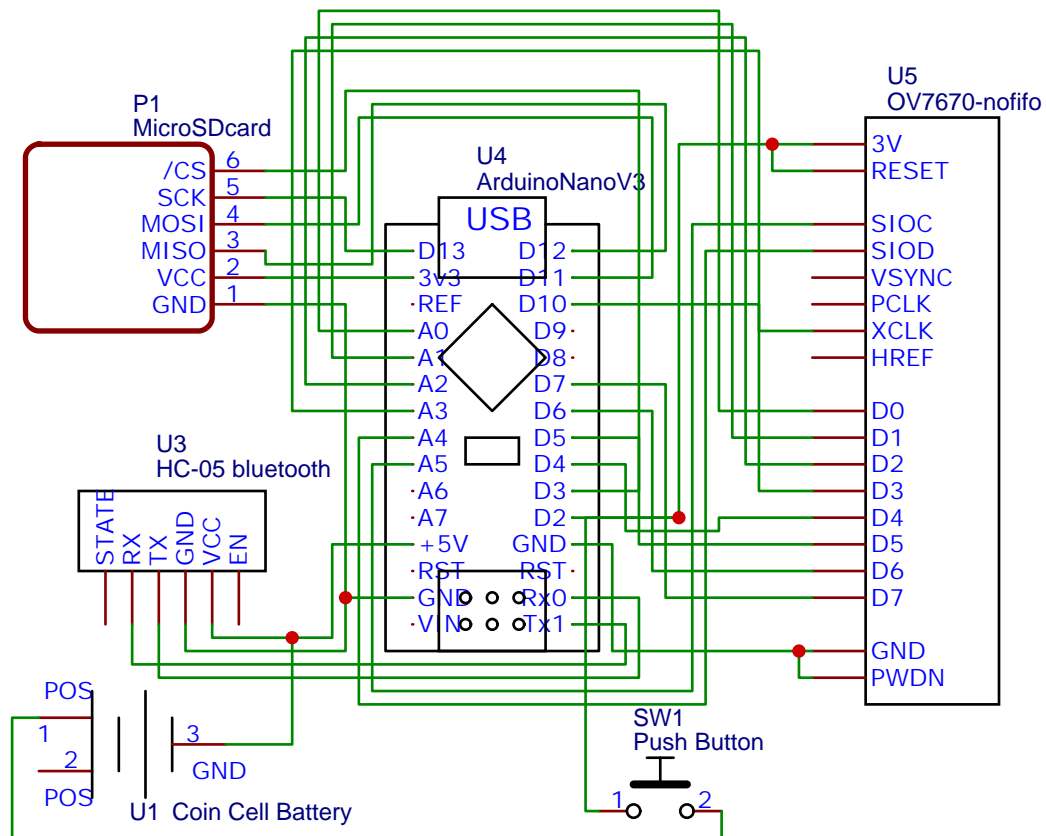 U5
OV7670-nofifo
P1
MicroSDcard
3V
RESET
/CS 6
SCK 5
MOSI 4
MISO 3
VCC 2
GND 1
U4
ArduinoNanoV3
USB
D13 D12
3v3 D11
REF D10
A0 D9
A1 D8
A2 D7
A3 D6
A4 D5
A5 D4
A6 D3
A7 D2
+5V GND
RST RST
GND Rx0
VIN Tx1
SIOC
SIOD
VSYNC
PCLK
XCLK
HREF
D0
D1
D2
D3
D4
D5
D6
D7
GND
PWDN
U3
HC-05 bluetooth
STATE
RX
TX
GND
VCC
EN
POS
1
2
POS
3
GND
U1 Coin Cell Battery
SW1
Push Button
1 2